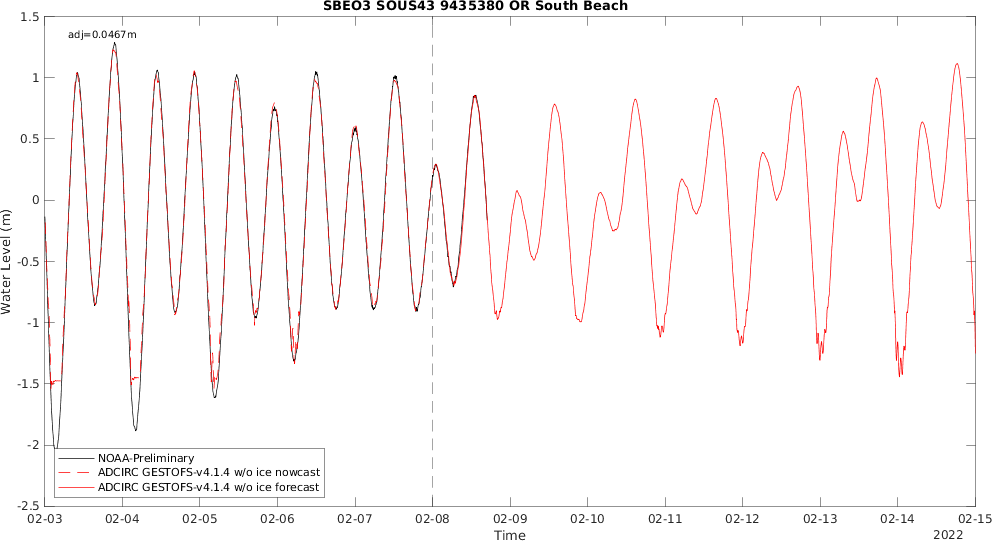 SBEO3 SOUS43 9435380 OR South Beach
adj=0.0467m
1.5
1
0.5
0
-0.5
-1
-1.5
-2
-2.5
Water Level (m)
NOAA-Preliminary
ADCIRC GESTOFS-v4.1.4 w/o ice nowcast
ADCIRC GESTOFS-v4.1.4 w/o ice forecast
02-03 02-04 02-05 02-06 02-07 02-08 02-09 02-10 02-11 02-12 02-13 02-14 02-15
Time
2022